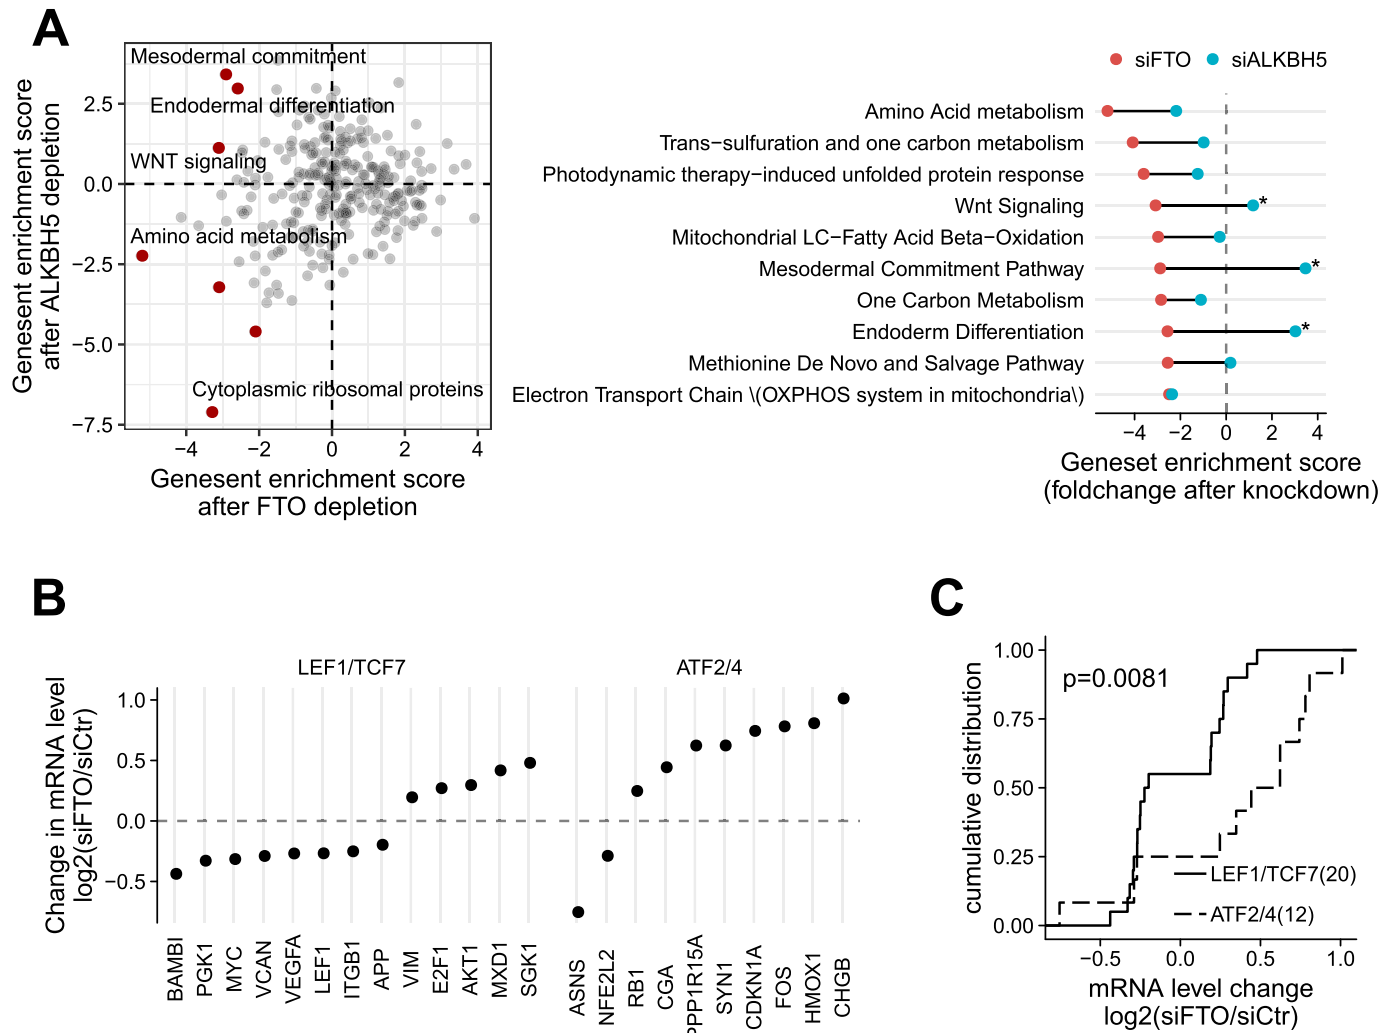 A
Mesodermal commitment
Endodermal differentiation
WNT signaling
Amino acid metabolism
Cytoplasmic ribosomal proteins
Genesent enrichment score
after ALKBH5 depletion
2.5
0.0
−2.5
−5.0
−7.5
−4
−2
0
2
4
Genesent enrichment score
after FTO depletion
siFTO
siALKBH5
Amino Acid metabolism
Trans−sulfuration and one carbon metabolism
Photodynamic therapy−induced unfolded protein response
Wnt Signaling
*
Mitochondrial LC−Fatty Acid Beta−Oxidation
Mesodermal Commitment Pathway
*
One Carbon Metabolism
Endoderm Differentiation
*
Methionine De Novo and Salvage Pathway
Electron Transport Chain \(OXPHOS system in mitochondria\)
−4
−2
0
2
4
Geneset enrichment score
(foldchange after knockdown)
B
LEF1/TCF7
ATF2/4
Change in mRNA level
log2(siFTO/siCtr)
1.0
0.5
0.0
−0.5
BAMBI
PGK1
MYC
VCAN
VEGFA
LEF1
ITGB1
APP
VIM
E2F1
AKT1
MXD1
SGK1
ASNS
NFE2L2
RB1
CGA
PPP1R15A
SYN1
CDKN1A
FOS
HMOX1
CHGB
C
p=0.0081
cumulative distribution
1.00
0.75
0.50
0.25
0.00
LEF1/TCF7(20)
ATF2/4(12)
−0.5
0.0
0.5
1.0
mRNA level change
log2(siFTO/siCtr)